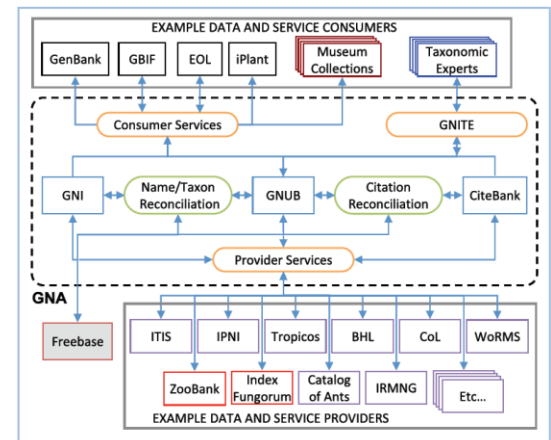 EXAMPLE DATA AND SERVICE CONSUMERS
GenBank
GBIF
EOL
iPlant
Museum
Collections
Taxonomic
Experts
Consumer Services
GNITE
GNI
Name/Taxon
Reconciliation
GNUB
Citation
Reconciliation
CiteBank
Provider Services
GNA
Freebase
ITIS
IPNI
Tropicos
BHL
CoL
WoRMS
ZooBank
Index
Fungorum
Catalog
of Ants
IRMNG
Etc...
EXAMPLE DATA AND SERVICE PROVIDERS